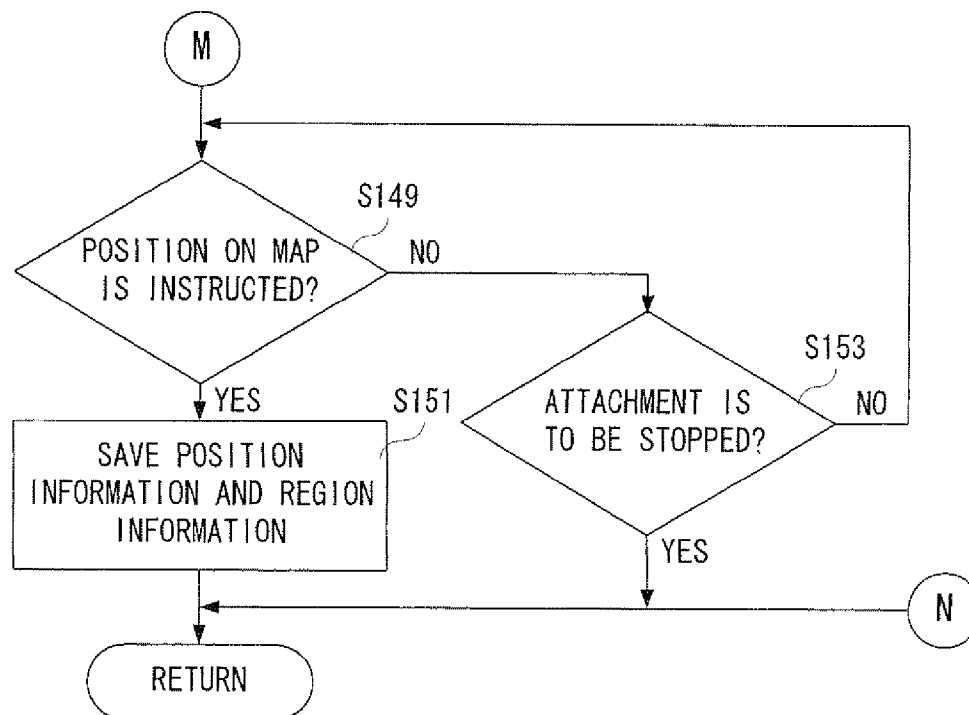 M
S149
POSITION ON MAP
IS INSTRUCTED?
NO
YES
S151
SAVE POSITION
INFORMATION AND REGION
INFORMATION
S153
ATTACHMENT IS
TO BE STOPPED?
NO
YES
N
RETURN